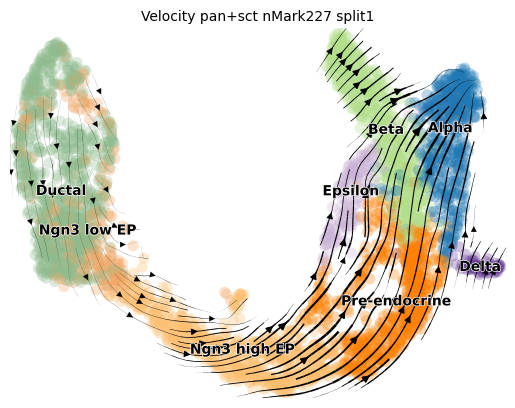 Velocity pan+sct nMark227 split1
Beta
Alpha
Ductal
Epsilon
Ngn3 low EP
Delta
Pre-endocrine
Ngn3 high EP